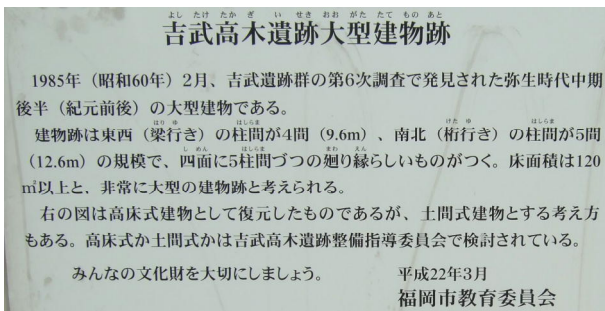 吉武高木遺跡大型建物跡
1985年（昭和60年）2月、吉武遺跡群の第6次調査で発見された弥生時代中期
後半（紀元前後）の大型建物である。
建物跡は東西（梁行き）の柱間が4間（9.6m）、南北（桁行き）の柱間が5間
（12.6m）の規模で、四面に5柱間づつの廻り縁らしいものがつく。床面積は120
㎡以上と、非常に大型の建物跡と考えられる。
右の図は高床式建物として復元したものであるが、土間式建物とする考え方
もある。高床式か土間式かは吉武高木遺跡整備指導委員会で検討されている。
みんなの文化財を大切にしましょう。 平成22年3月
福岡市教育委員会